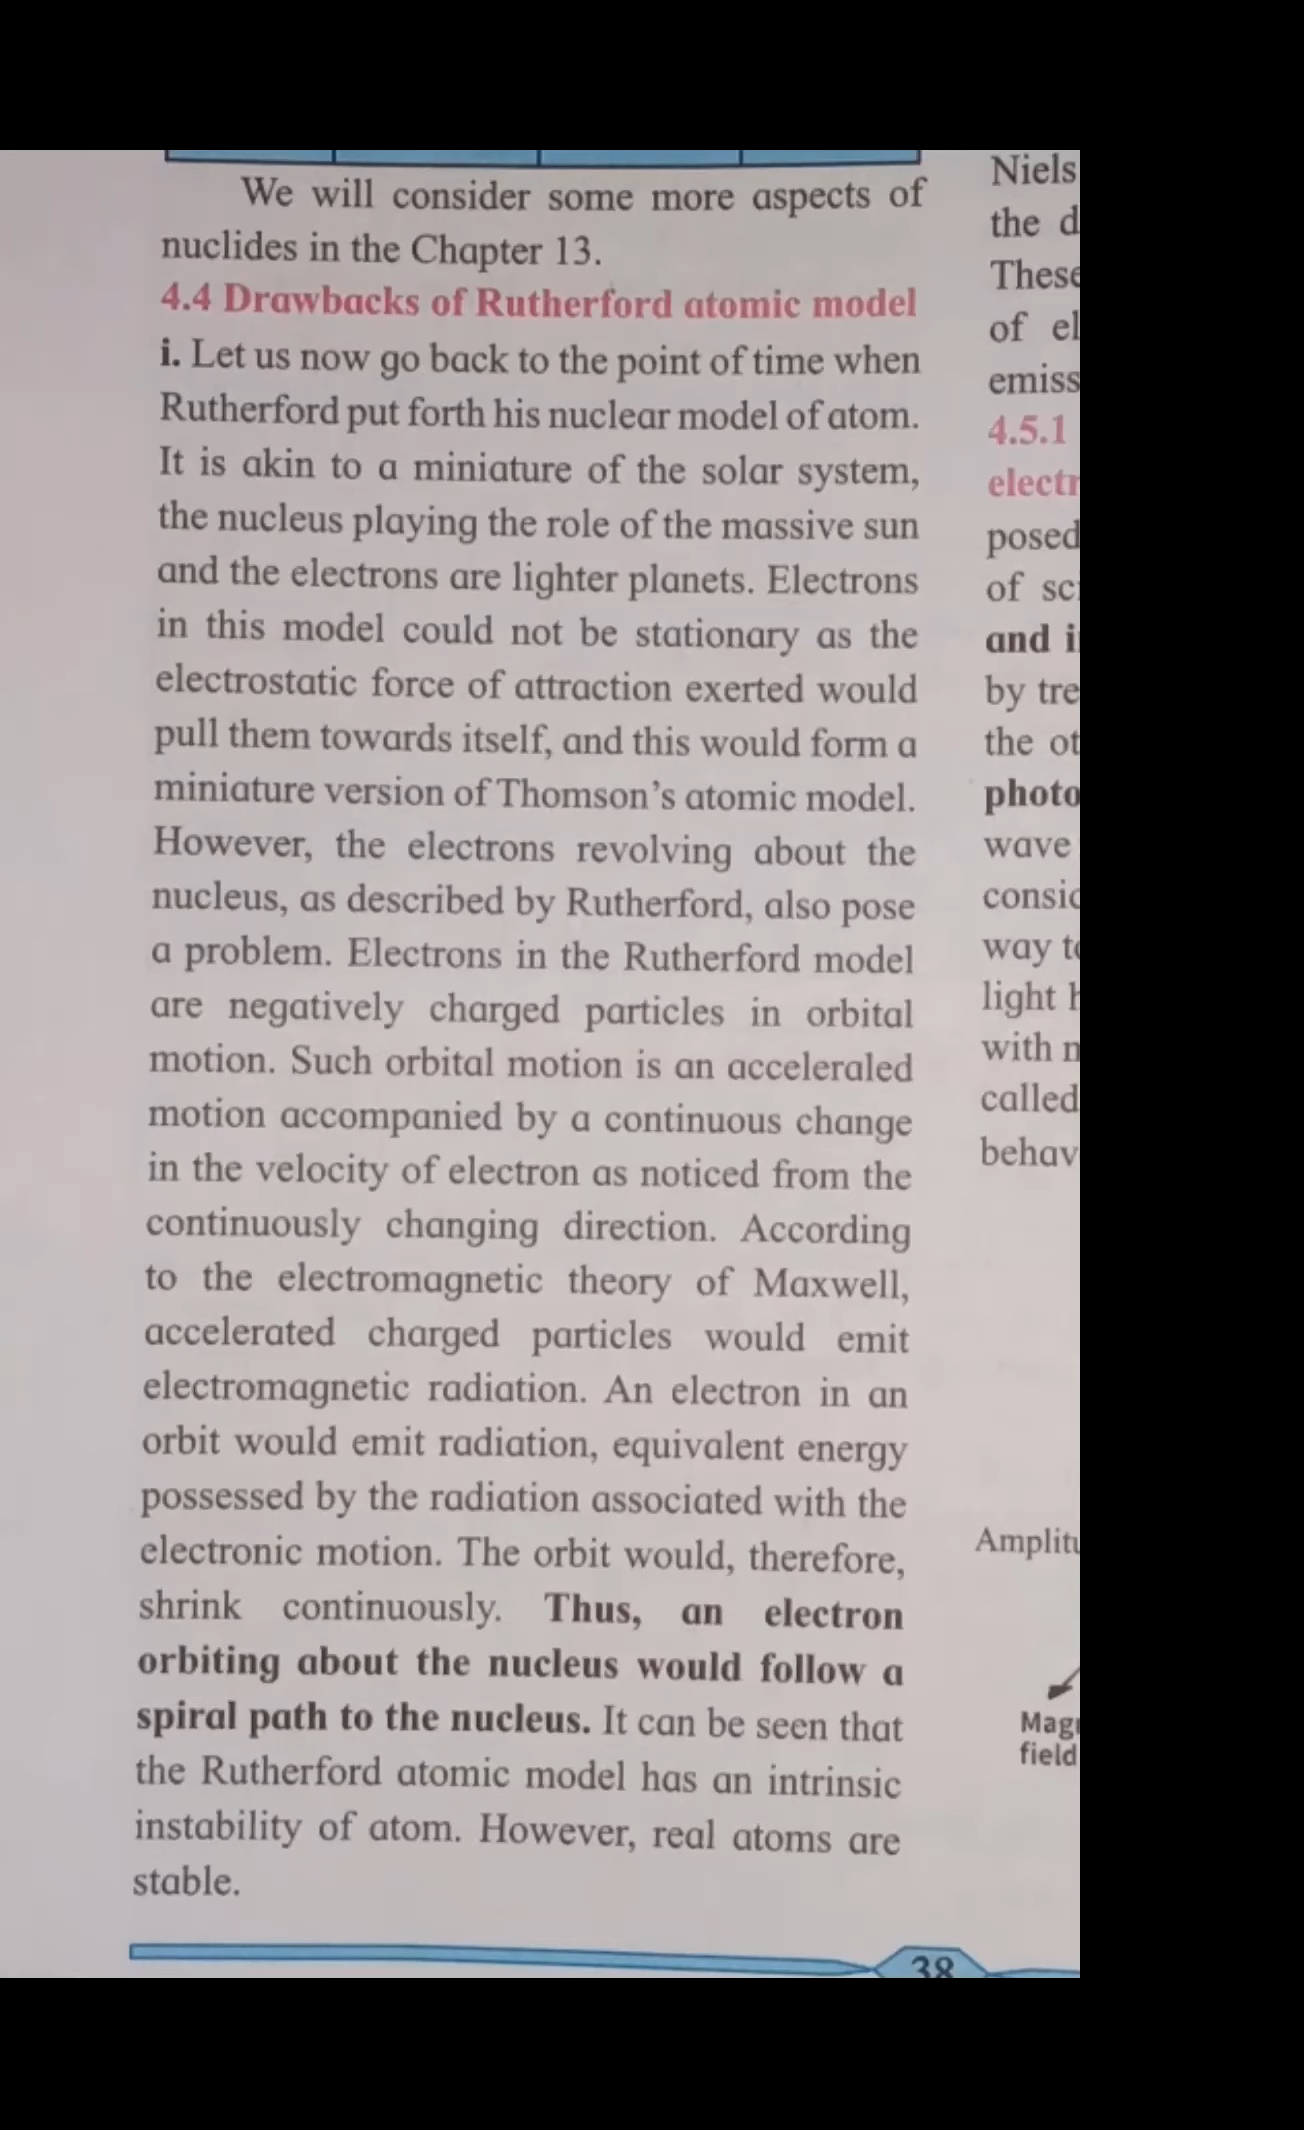 We will consider some more aspects of
nuclides in the Chapter 13.
4.4 Drawbacks of Rutherford atomic model
i. Let us now go back to the point of time when
Rutherford put forth his nuclear model of atom.
It is akin to a miniature of the solar system,
the nucleus playing the role of the massive sun
and the electrons are lighter planets. Electrons
in this model could not be stationary as the
electrostatic force of attraction exerted would
pull them towards itself, and this would form a
miniature version of Thomson's atomic model.
However, the electrons revolving about the
nucleus, as described by Rutherford, also pose
a problem. Electrons in the Rutherford model
are negatively charged particles in orbital
motion. Such orbital motion is an acceleraled
motion accompanied by a continuous change
in the velocity of electron as noticed from the
continuously changing direction. According
to the electromagnetic theory of Maxwell,
accelerated charged particles would emit
electromagnetic radiation. An electron in an
orbit would emit radiation, equivalent energy
possessed by the radiation associated with the
electronic motion. The orbit would, therefore,
shrink continuously. Thus, an electron
orbiting about the nucleus would follow a
spiral path to the nucleus. It can be seen that
the Rutherford atomic model has an intrinsic
instability of atom. However, real atoms are
stable.
Niels
the
These
of
4.5.1
posed
of
and
by
the
wave
way
light
with
called
field
38